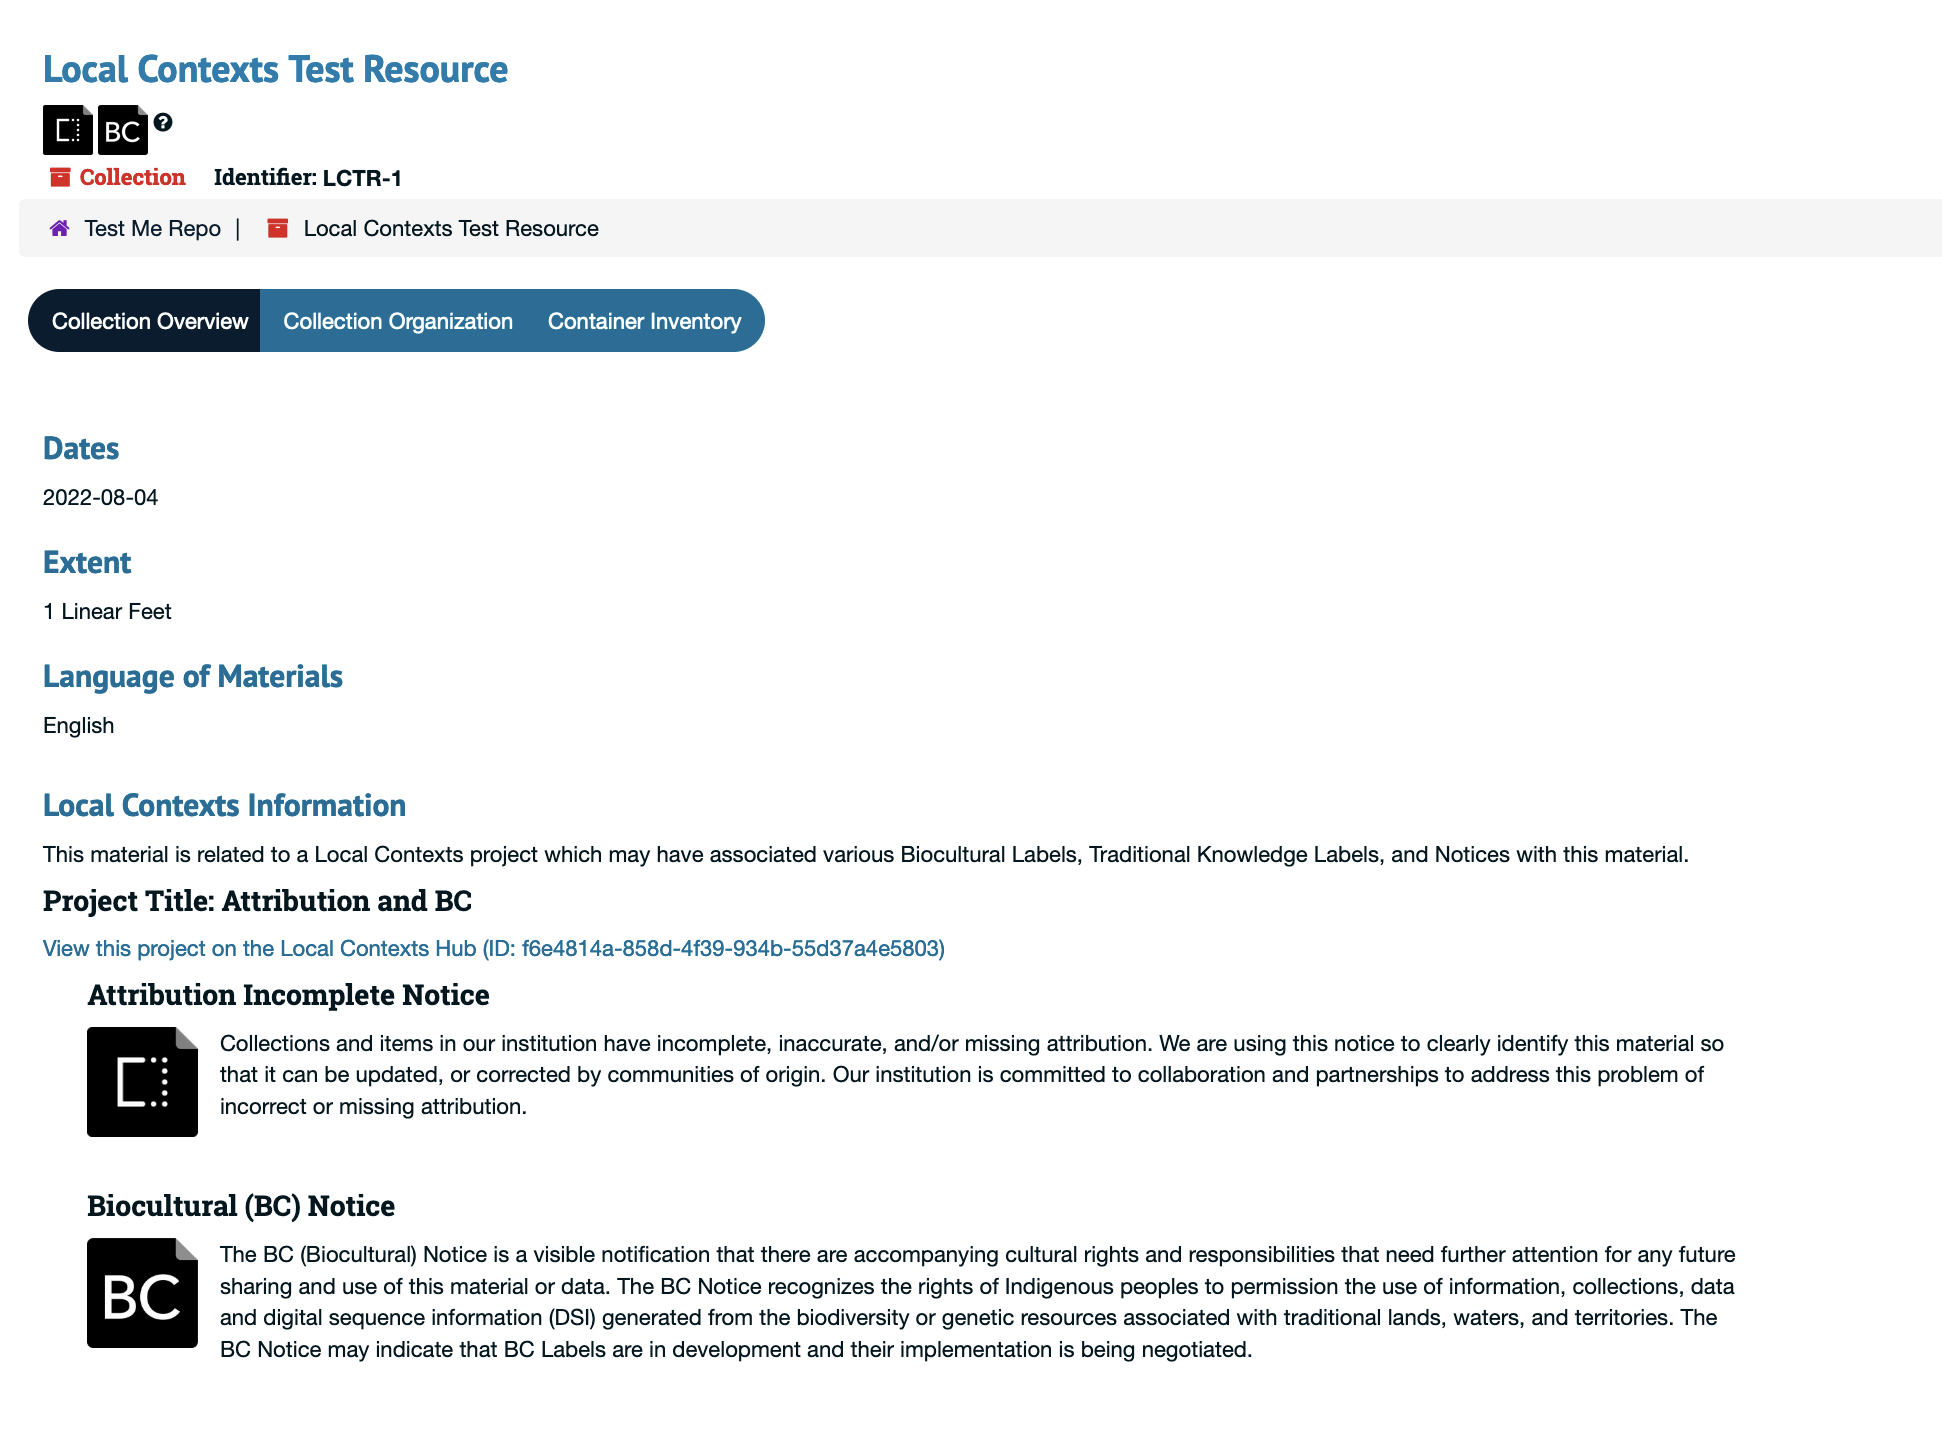 Local Contexts Test Resource
BC ?
Collection Identifier: LCTR-1
Test Me Repo | Local Contexts Test Resource
Collection Overview Collection Organization Container Inventory
Dates
2022-08-04
Extent
1 Linear Feet
Language of Materials
English
Local Contexts Information
This material is related to a Local Contexts project which may have associated various Biocultural Labels, Traditional Knowledge Labels, and Notices with this material.
Project Title: Attribution and BC
View this project on the Local Contexts Hub (ID: f6e4814a-858d-4f39-934b-55d37a4e5803)
Attribution Incomplete Notice
Collections and items in our institution have incomplete, inaccurate, and/or missing attribution. We are using this notice to clearly identify this material so
that it can be updated, or corrected by communities of origin. Our institution is committed to collaboration and partnerships to address this problem of
incorrect or missing attribution.
Biocultural (BC) Notice
BC
The BC (Biocultural) Notice is a visible notification that there are accompanying cultural rights and responsibilities that need further attention for any future
sharing and use of this material or data. The BC Notice recognizes the rights of Indigenous peoples to permission the use of information, collections, data
and digital sequence information (DSI) generated from the biodiversity or genetic resources associated with traditional lands, waters, and territories. The
BC Notice may indicate that BC Labels are in development and their implementation is being negotiated.